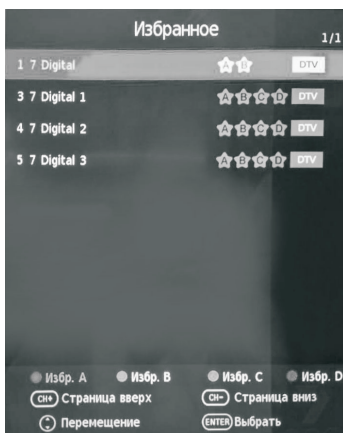 Избранное
1/1
1 7 Digital A B DTV
3 7 Digital 1 A B C D DTV
4 7 Digital 2 A B C D DTV
5 7 Digital 3 A B C D DTV
Избр. A Избр. B Избр. C Избр. D
CH+ Страница вверх CH- Страница вниз
Перемещение ENTER Выбрать